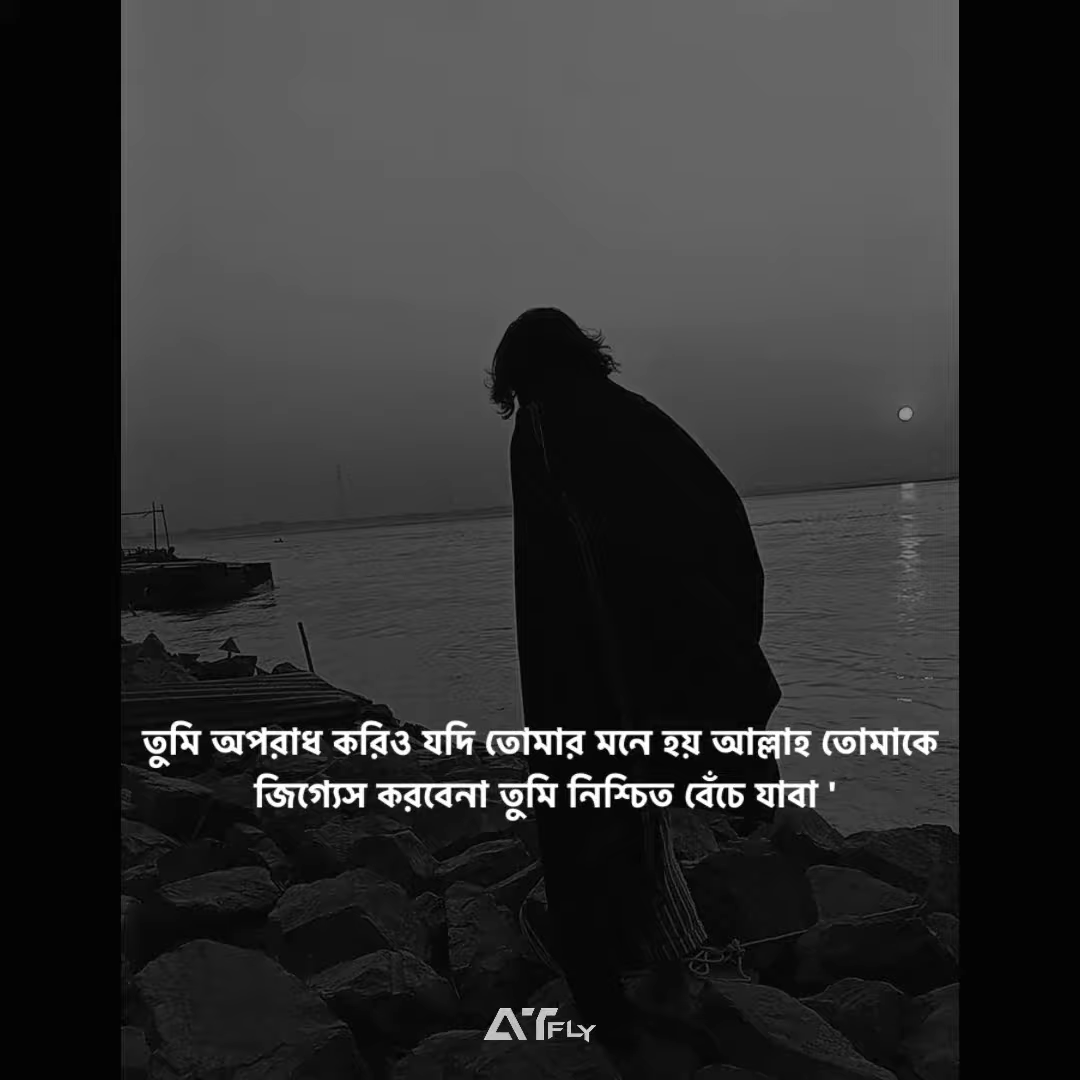 তুমি অপরাধ করিও যদি তোমার মনে হয় আল্লাহ তোমাকে
জিগ্যেস করবেনা তুমি নিশ্চিত বেঁচে যাবা '
ATFLY